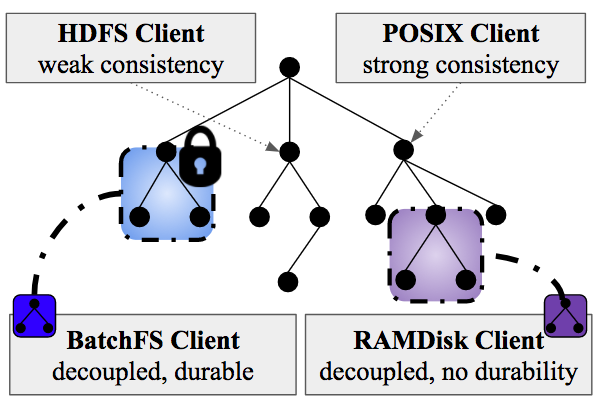 HDFS Client
weak consistency
POSIX Client
strong consistency
BatchFS Client
decoupled, durable
RAMDisk Client
decoupled, no durability